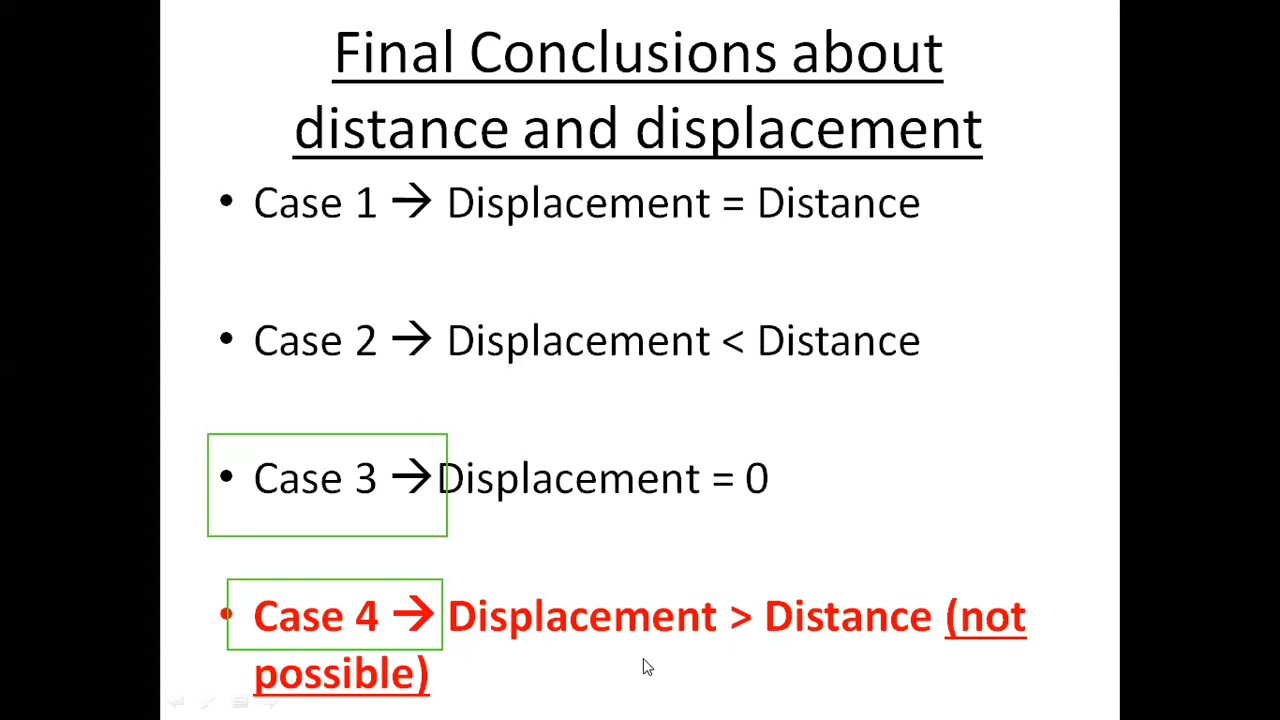 Final Conclusions about
distance and displacement
• Case 1 → Displacement = Distance
• Case 2 → Displacement < Distance
• Case 3 →Displacement = 0
• Case 4 → Displacement > Distance (not
possible)